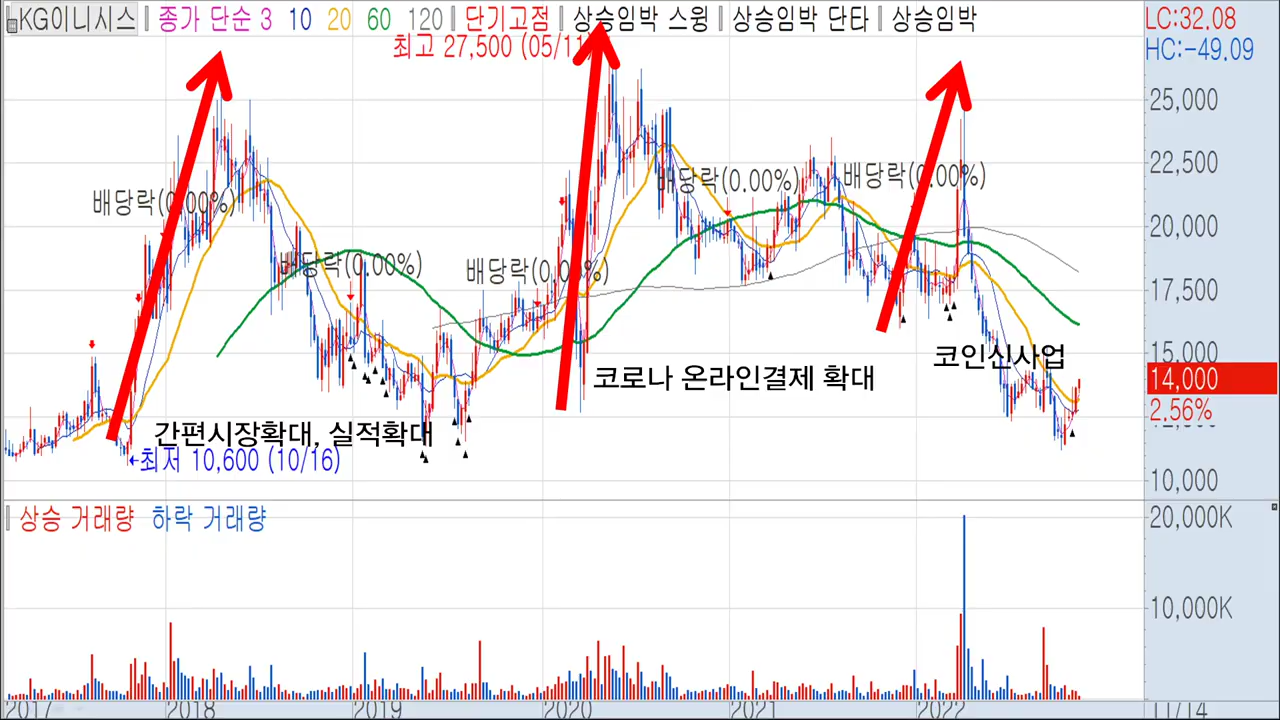 KG이니시스 종가 단순 3 10 20 60 120 단기고점 상승임박 스윙 상승임박 단타 상승임박
LC:32.08
최고 27,500 (05/11)
HC:-49.09
25,000
22,500
배당락(0.00%)
배당락(0.00%)
배당락(0.00%)
20,000
배당락(0.00%)
배당락(0.00%)
17,500
15,000
코인신사업
코로나 온라인결제 확대
14,000
2.56%
12,500
간편시장확대, 실적확대
←최저 10,600 (10/16)
10,000
상승 거래량 하락 거래량
20,000K
10,000K
2017 2018 2019 2020 2021 2022 11/14